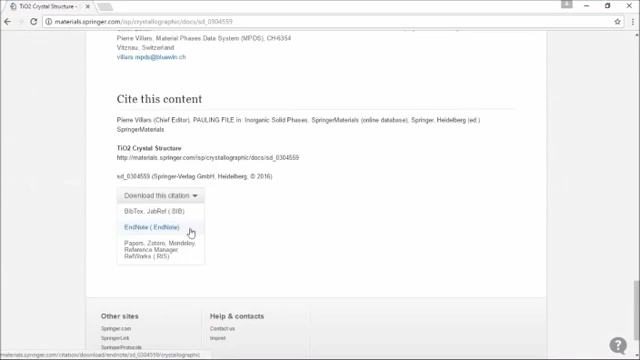 TiO2 Crystal Structure -
materials.springer.com/isp/crystallographic/docs/sd_0304559
Pierre Villars, Material Phases Data System (MPDS), CH-6354
Vitznau, Switzerland
villars.mpds@bluewin.ch
Cite this content
Pierre Villars (Chief Editor), PAULING FILE in: Inorganic Solid Phases, SpringerMaterials (online database), Springer, Heidelberg (ed.)
SpringerMaterials
TiO2 Crystal Structure
http://materials.springer.com/isp/crystallographic/docs/sd_0304559
sd_0304559 (Springer-Verlag GmbH, Heidelberg, © 2016)
Download this citation
BibTex, JabRef (.BIB)
EndNote (.EndNote)
Papers, Zotero, Mendeley,
Reference Manager,
RefWorks (.RIS)
Other sites
Help & contacts
Springer.com
Contact us
SpringerLink
Imprint
SpringerProtocols
materials.springer.com/citation/download/endnote/sd_0304559/crystallographic
?